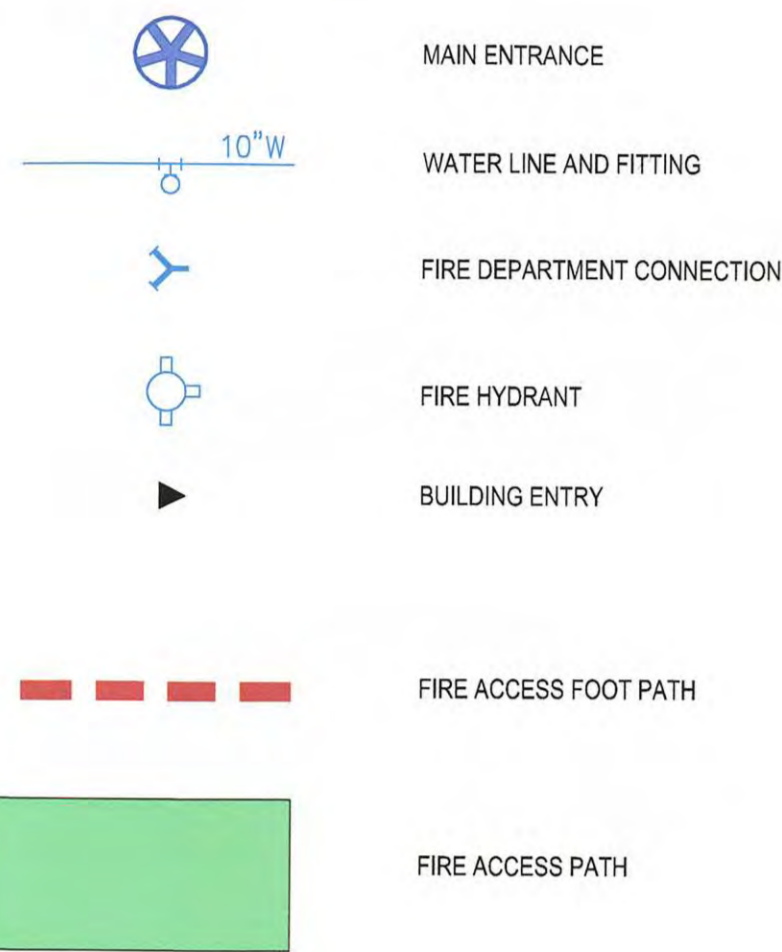 MAIN ENTRANCE
10"W
WATER LINE AND FITTING
FIRE DEPARTMENT CONNECTION
FIRE HYDRANT
BUILDING ENTRY
FIRE ACCESS FOOT PATH
FIRE ACCESS PATH